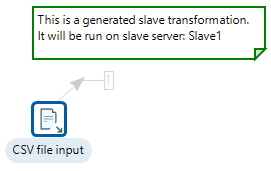 This is a generated slave transformation.
It will be run on slave server: Slave1
1
CSV file input